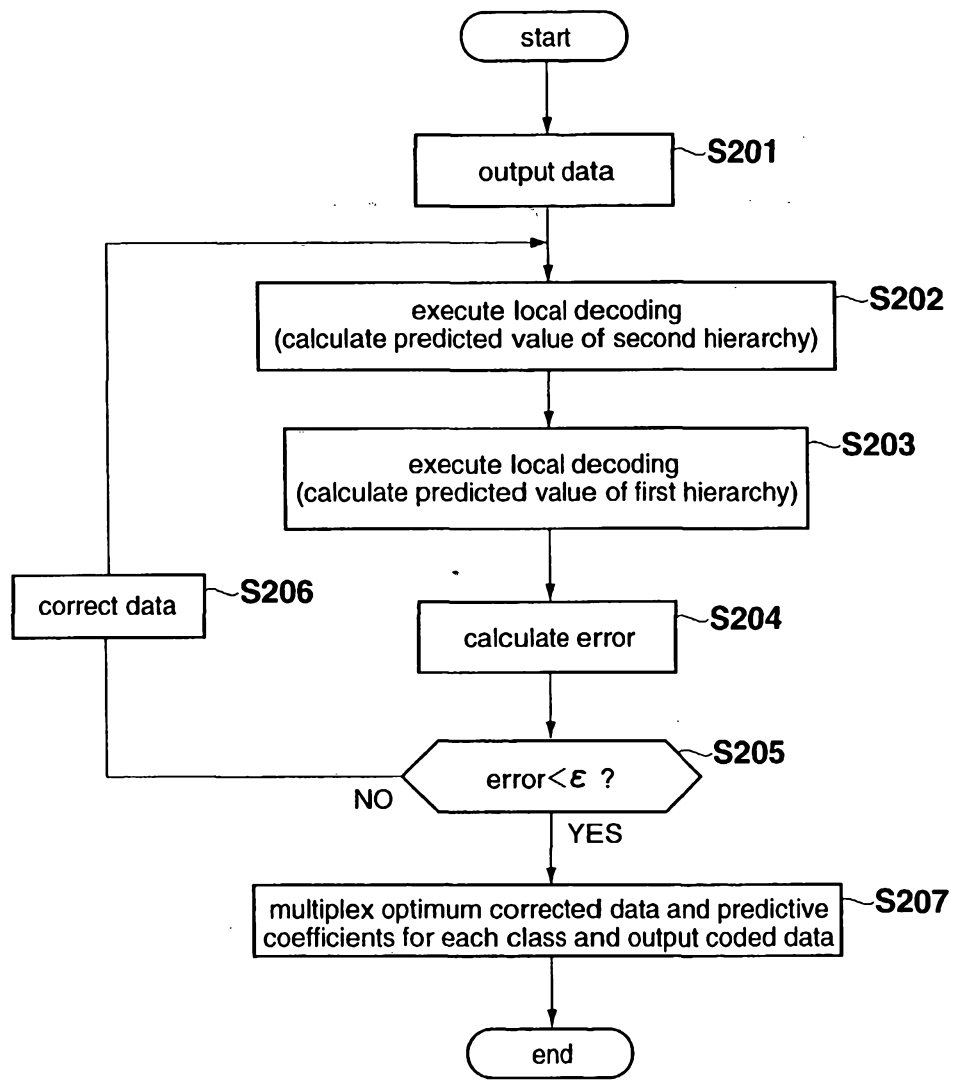 start
output data
S201
execute local decoding
(calculate predicted value of second hierarchy)
S202
execute local decoding
(calculate predicted value of first hierarchy)
S203
correct data
S206
calculate error
S204
error<ε ?
S205
NO
YES
multiplex optimum corrected data and predictive
coefficients for each class and output coded data
S207
end